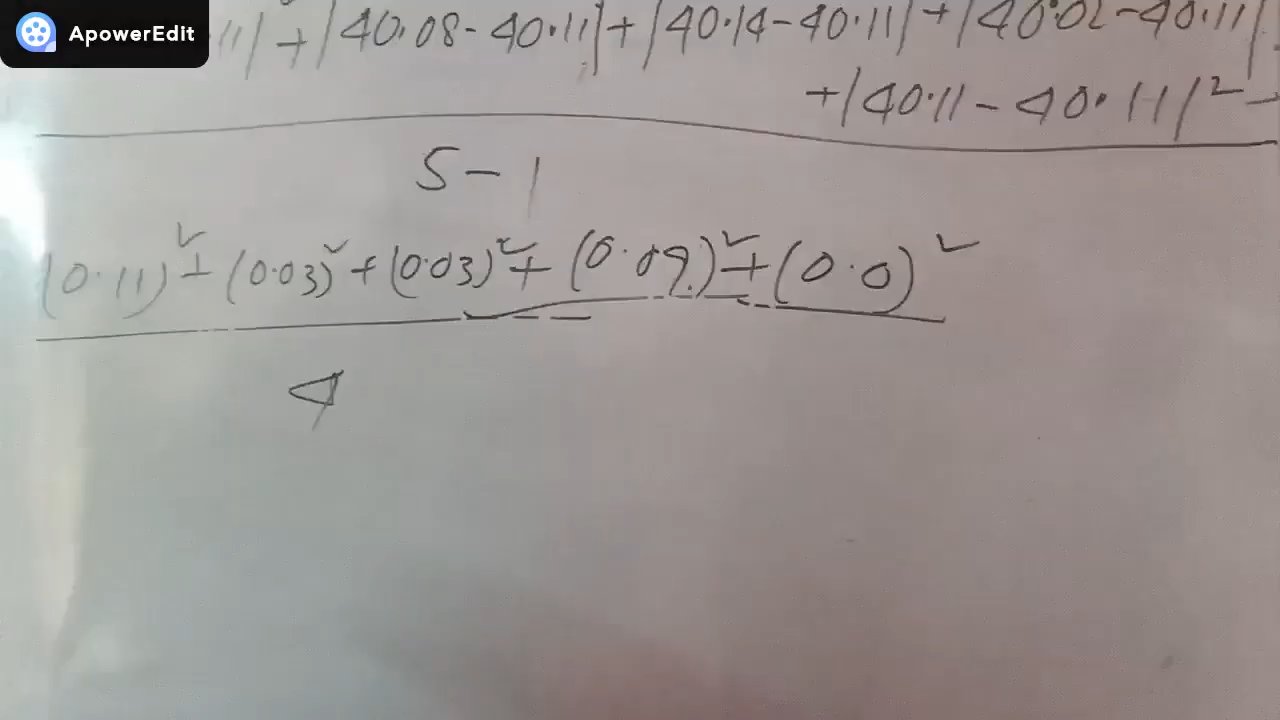 ApowerEdit
11| + |40.08 - 40.11| + |40.14 - 40.11| + |40.02 - 40.11|
+ |40.11 - 40.11|²
5 - 1
(0.11)² + (0.03)² + (0.03)² + (0.09)² + (0.0)²
4